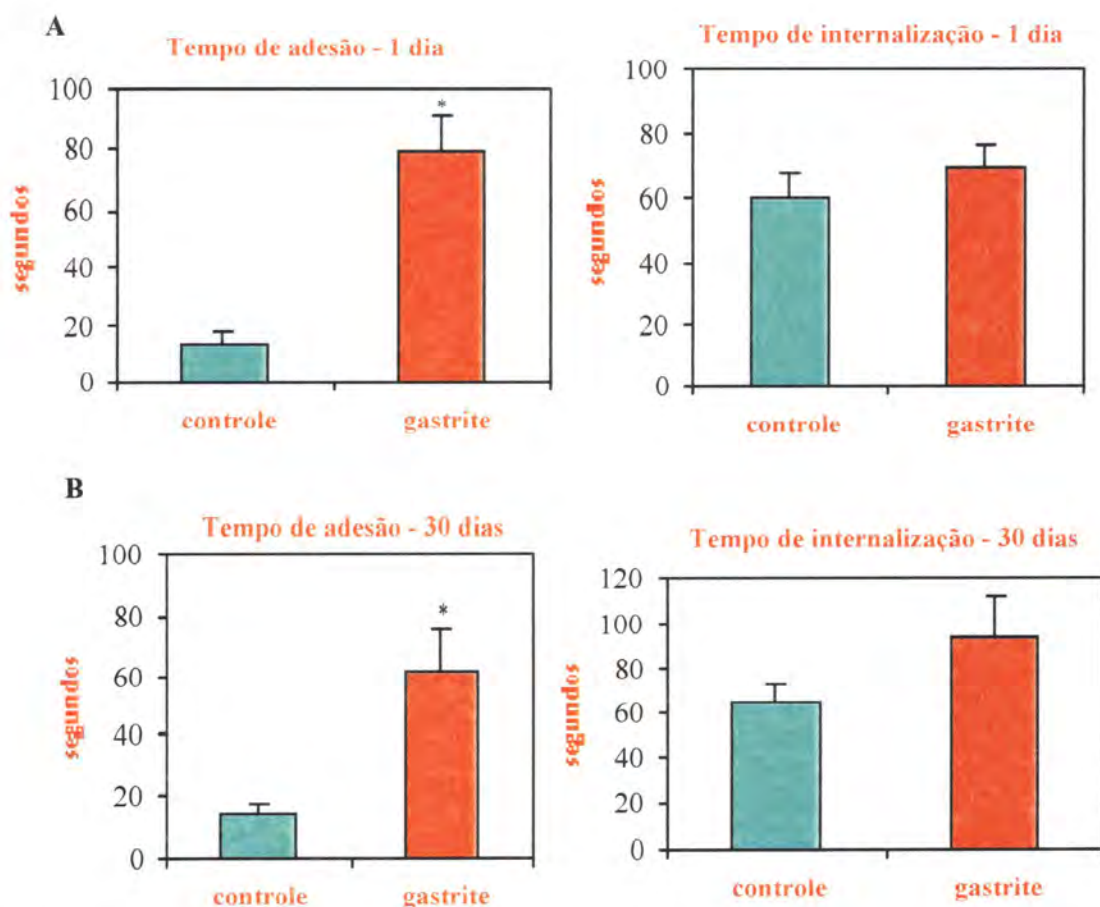 A
Tempo de adesão - 1 dia
100
80
60
40
20
0
segundos
*
controle
gastrite
Tempo de internalização - 1 dia
100
80
60
40
20
0
segundos
controle
gastrite
B
Tempo de adesão - 30 dias
100
80
60
40
20
0
segundos
*
controle
gastrite
Tempo de internalização - 30 dias
120
100
80
60
40
20
0
segundos
controle
gastrite